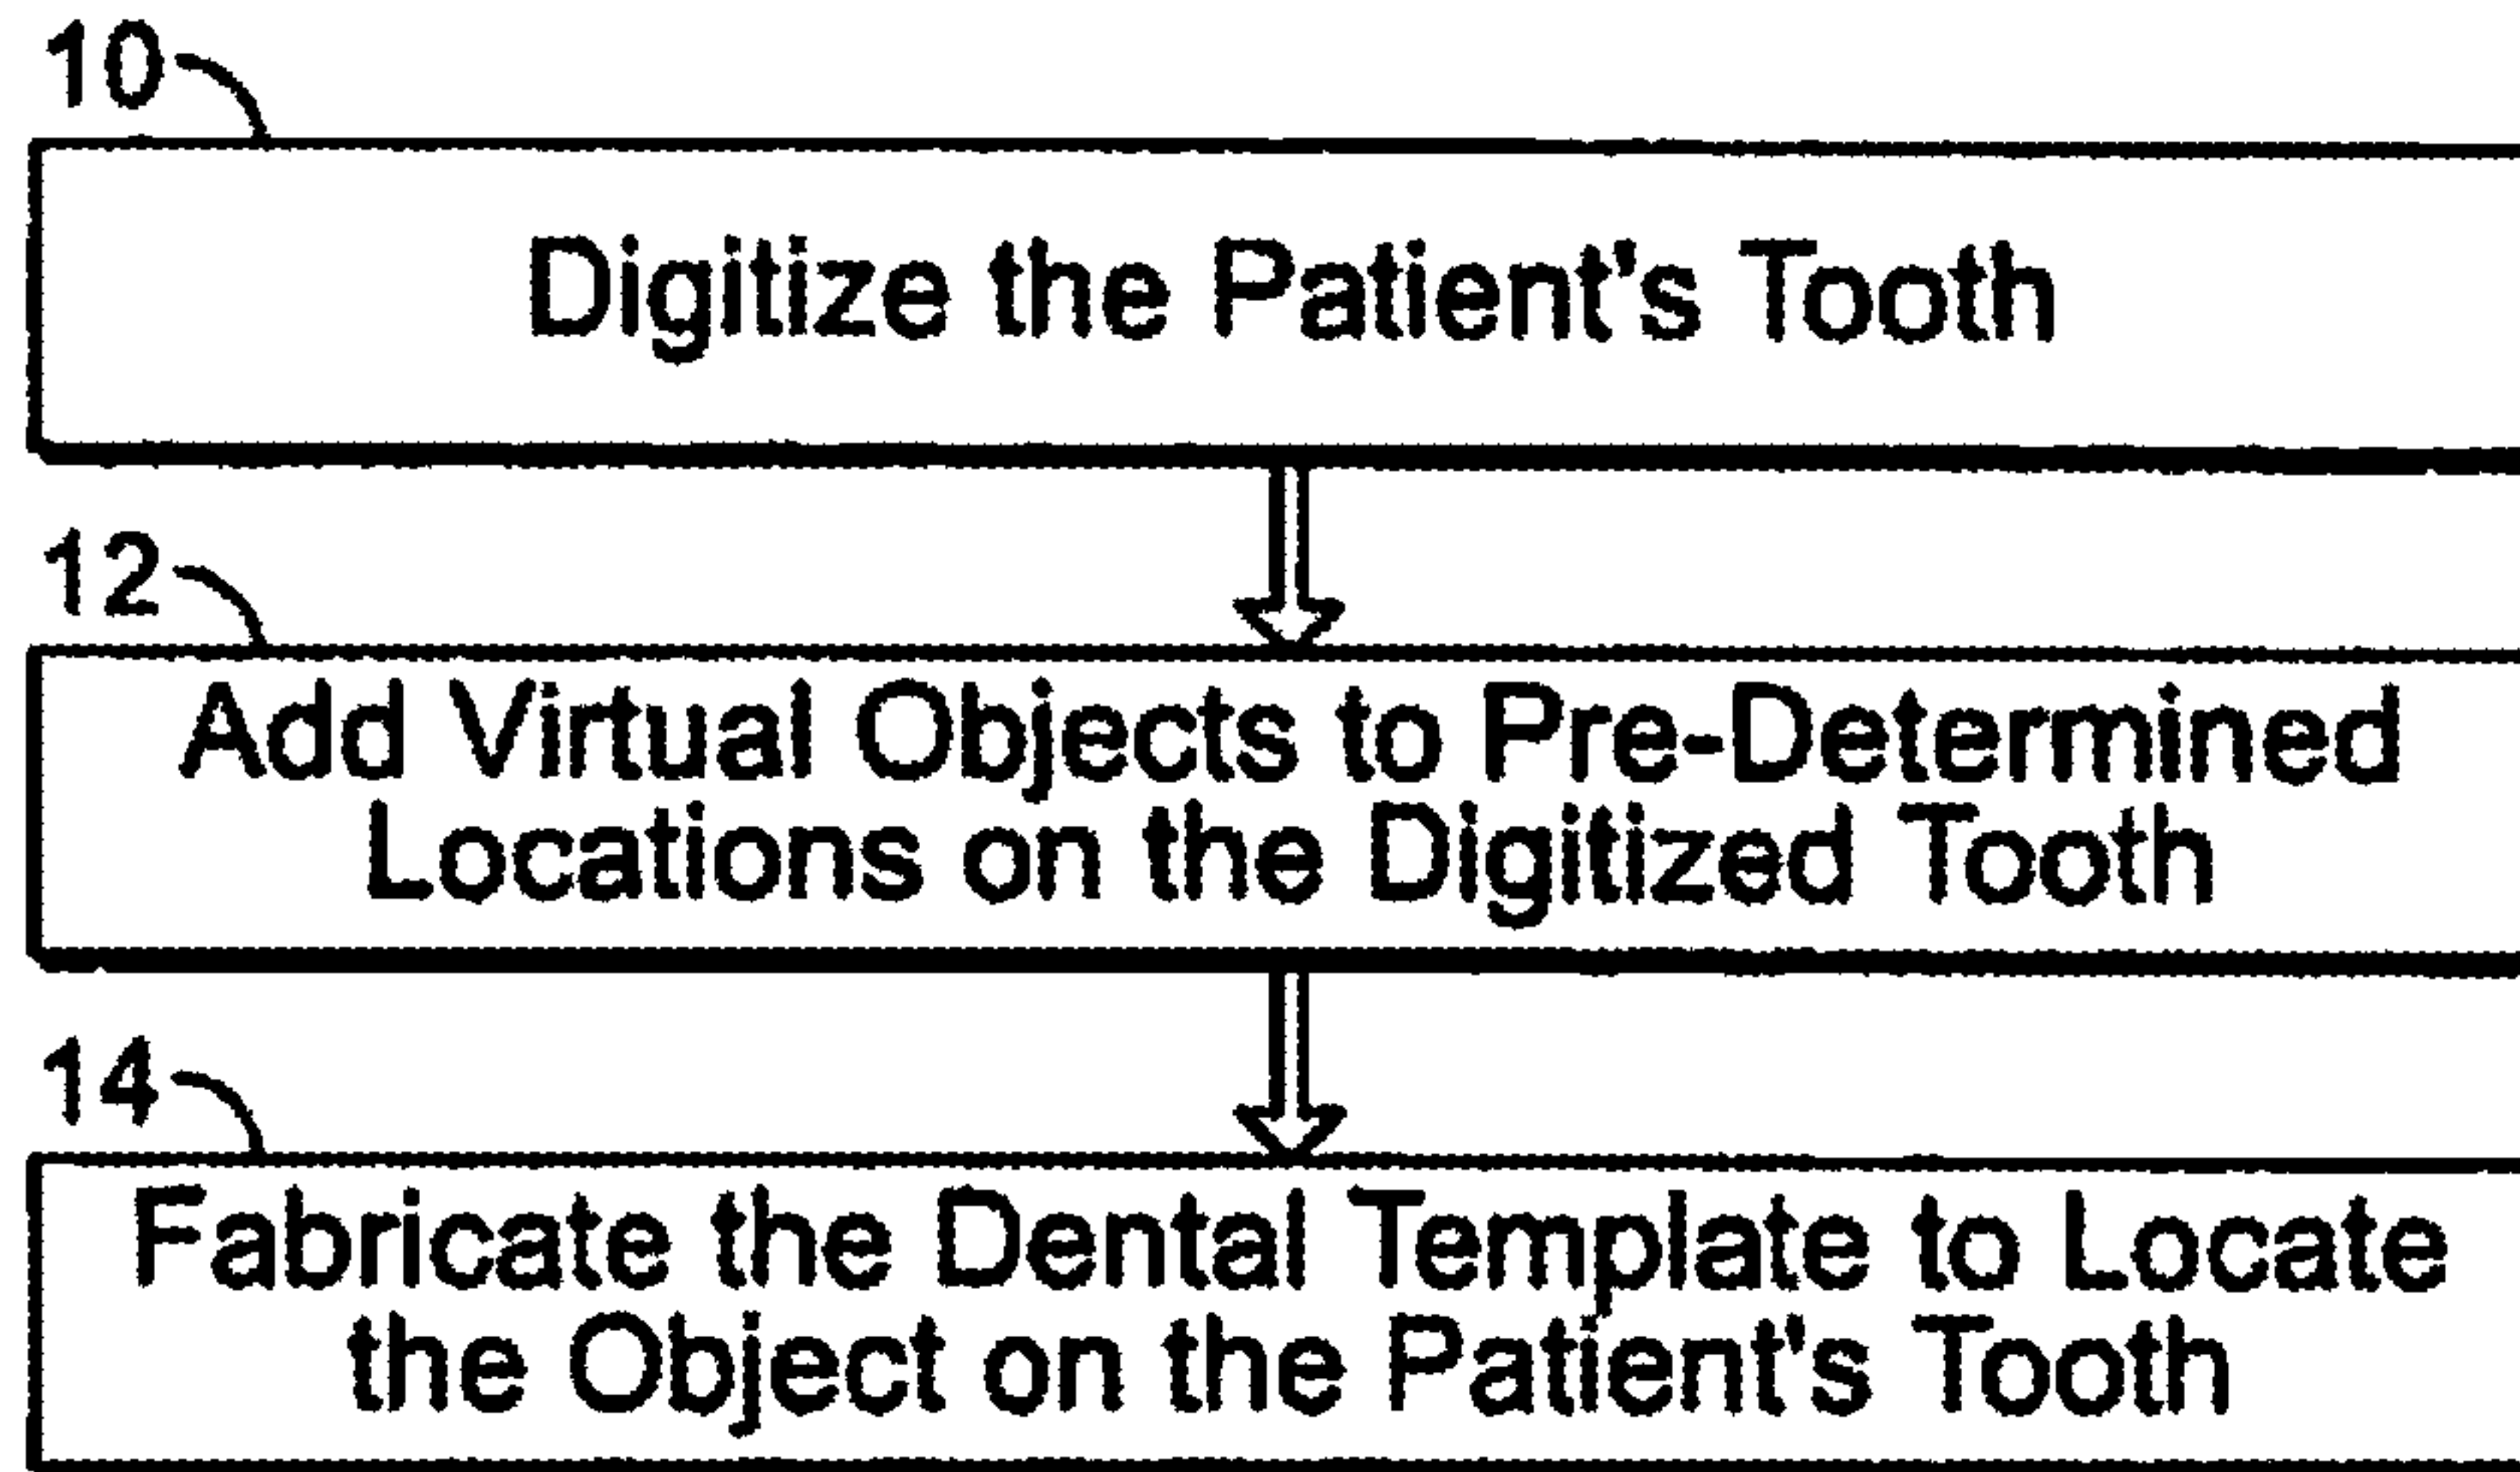 10
Digitize the Patient's Tooth
12
Add Virtual Objects to Pre-Determined
Locations on the Digitized Tooth
14
Fabricate the Dental Template to Locate
the Object on the Patient's Tooth